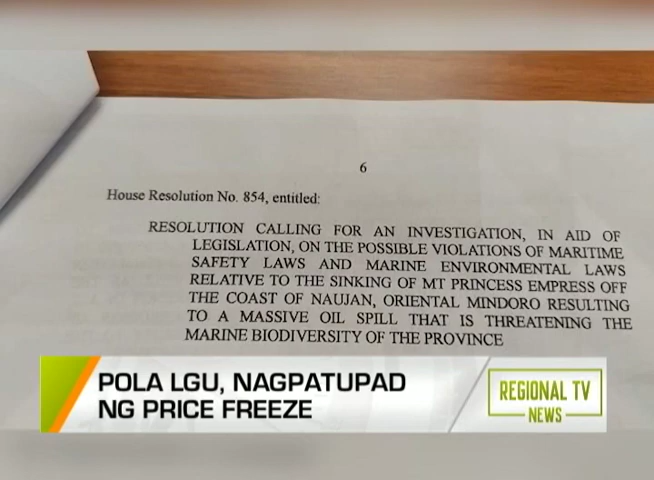 6
House Resolution No. 854, entitled:
RESOLUTION CALLING FOR AN INVESTIGATION, IN AID OF
LEGISLATION, ON THE POSSIBLE VIOLATIONS OF MARITIME
SAFETY LAWS AND MARINE ENVIRONMENTAL LAWS
RELATIVE TO THE SINKING OF MT PRINCESS EMPRESS OFF
THE COAST OF NAUJAN, ORIENTAL MINDORO RESULTING
TO A MASSIVE OIL SPILL THAT IS THREATENING THE
MARINE BIODIVERSITY OF THE PROVINCE
POLA LGU, NAGPATUPAD
NG PRICE FREEZE
REGIONAL TV
NEWS